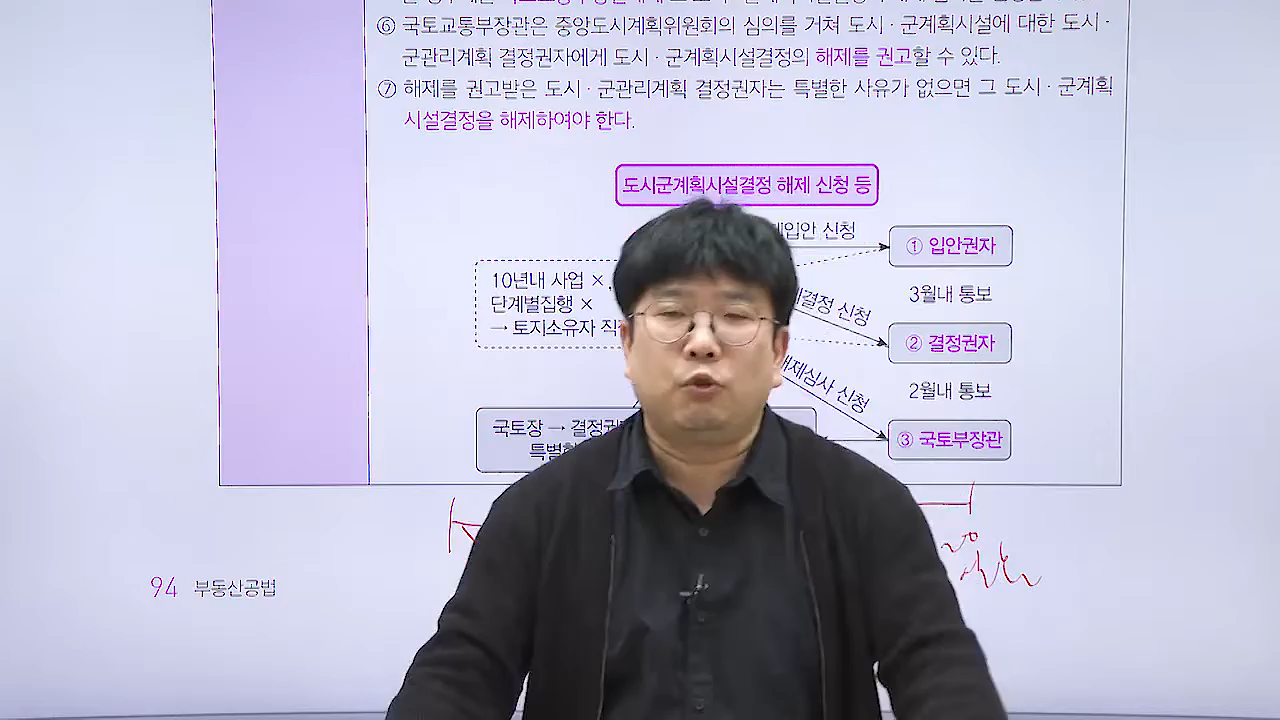 ⑥ 국토교통부장관은 중앙도시계획위원회의 심의를 거쳐 도시 · 군계획시설에 대한 도시 ·
군관리계획 결정권자에게 도시 · 군계획시설결정의 해제를 권고할 수 있다.
⑦ 해제를 권고받은 도시 · 군관리계획 결정권자는 특별한 사유가 없으면 그 도시 · 군계획
시설결정을 해제하여야 한다.
도시군계획시설결정 해제 신청 등
입안 신청
① 입안권자
10년내 사업 ×,
단계별집행 ×
→ 토지소유자
3월내 통보
결정 신청
② 결정권자
해제심사 신청
2월내 통보
국토장 → 결정권
③ 국토부장관
94 부동산공법